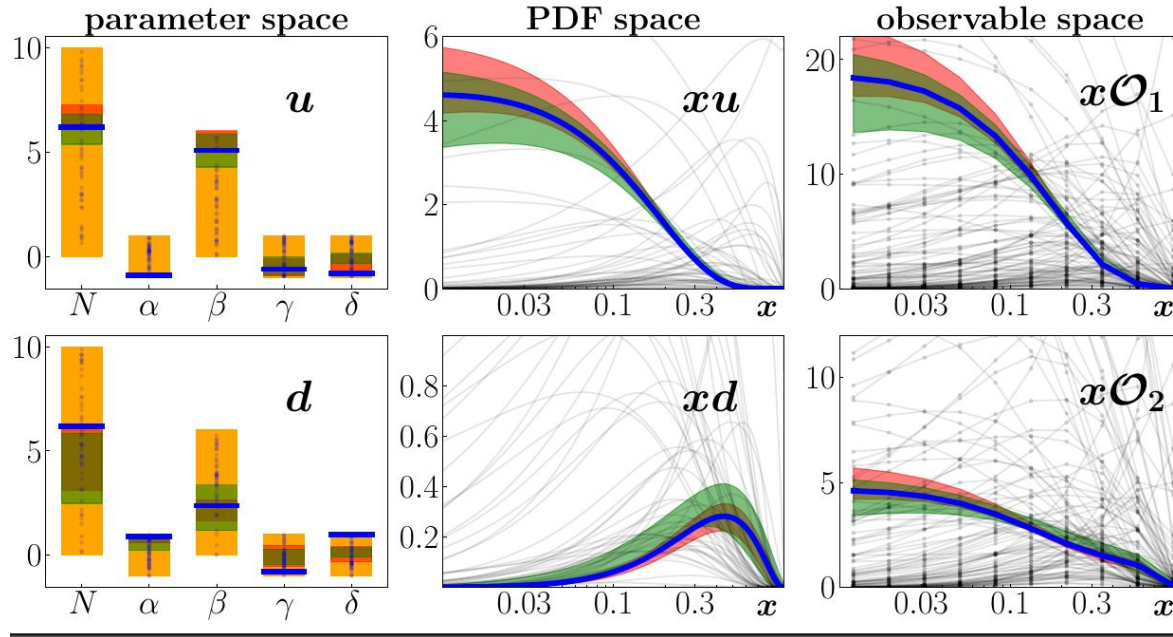 parameter space PDF space observable space
10
5
0
u
N α β γ δ
6
4
2
0
xu
0.03 0.1 0.3 x
20
10
0
xO₁
0.03 0.1 0.3 x
10
5
0
d
N α β γ δ
0.8
0.6
0.4
0.2
xd
0.03 0.1 0.3 x
10
5
0
xO₂
0.03 0.1 0.3 x